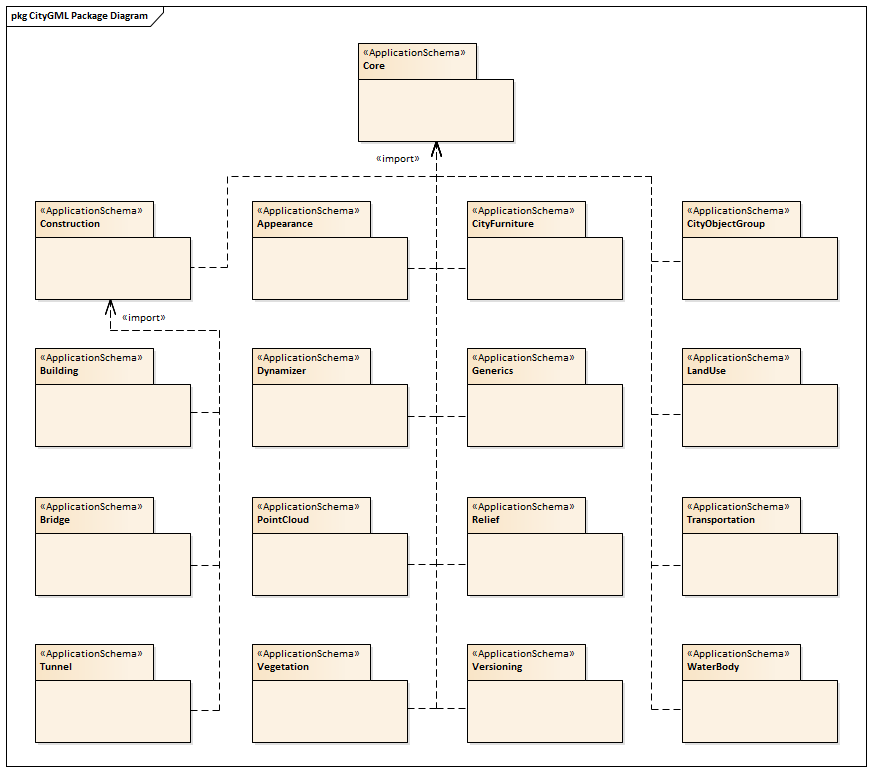 pkg CityGML Package Diagram
«ApplicationSchema»
Core
«import»
«ApplicationSchema»
Construction
«ApplicationSchema»
Appearance
«ApplicationSchema»
CityFurniture
«ApplicationSchema»
CityObjectGroup
«import»
«ApplicationSchema»
Building
«ApplicationSchema»
Dynamizer
«ApplicationSchema»
Generics
«ApplicationSchema»
LandUse
«ApplicationSchema»
Bridge
«ApplicationSchema»
PointCloud
«ApplicationSchema»
Relief
«ApplicationSchema»
Transportation
«ApplicationSchema»
Tunnel
«ApplicationSchema»
Vegetation
«ApplicationSchema»
Versioning
«ApplicationSchema»
WaterBody